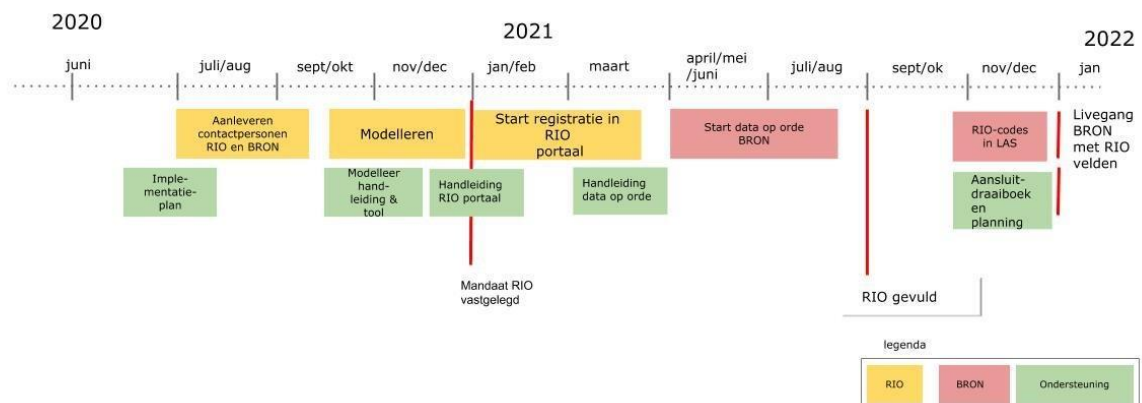 2020
2021
2022
juni
juli/aug
sept/okt
nov/dec
jan/feb
maart
april/mei
/juni
juli/aug
sept/ok
nov/dec
jan
Aanleveren
contactpersonen
RIO en BRON
Modelleren
Start registratie in
RIO
portaal
Start data op orde
BRON
RIO-codes
in LAS
Livegang
BRON
met RIO
velden
Imple-
mentatie-
plan
Modelleer
hand-
leiding &
tool
Handleiding
RIO portaal
Handleiding
data op orde
Aansluit-
draaiboek
en
planning
Mandaat RIO
vastgelegd
RIO gevuld
legenda
RIO
BRON
Ondersteuning